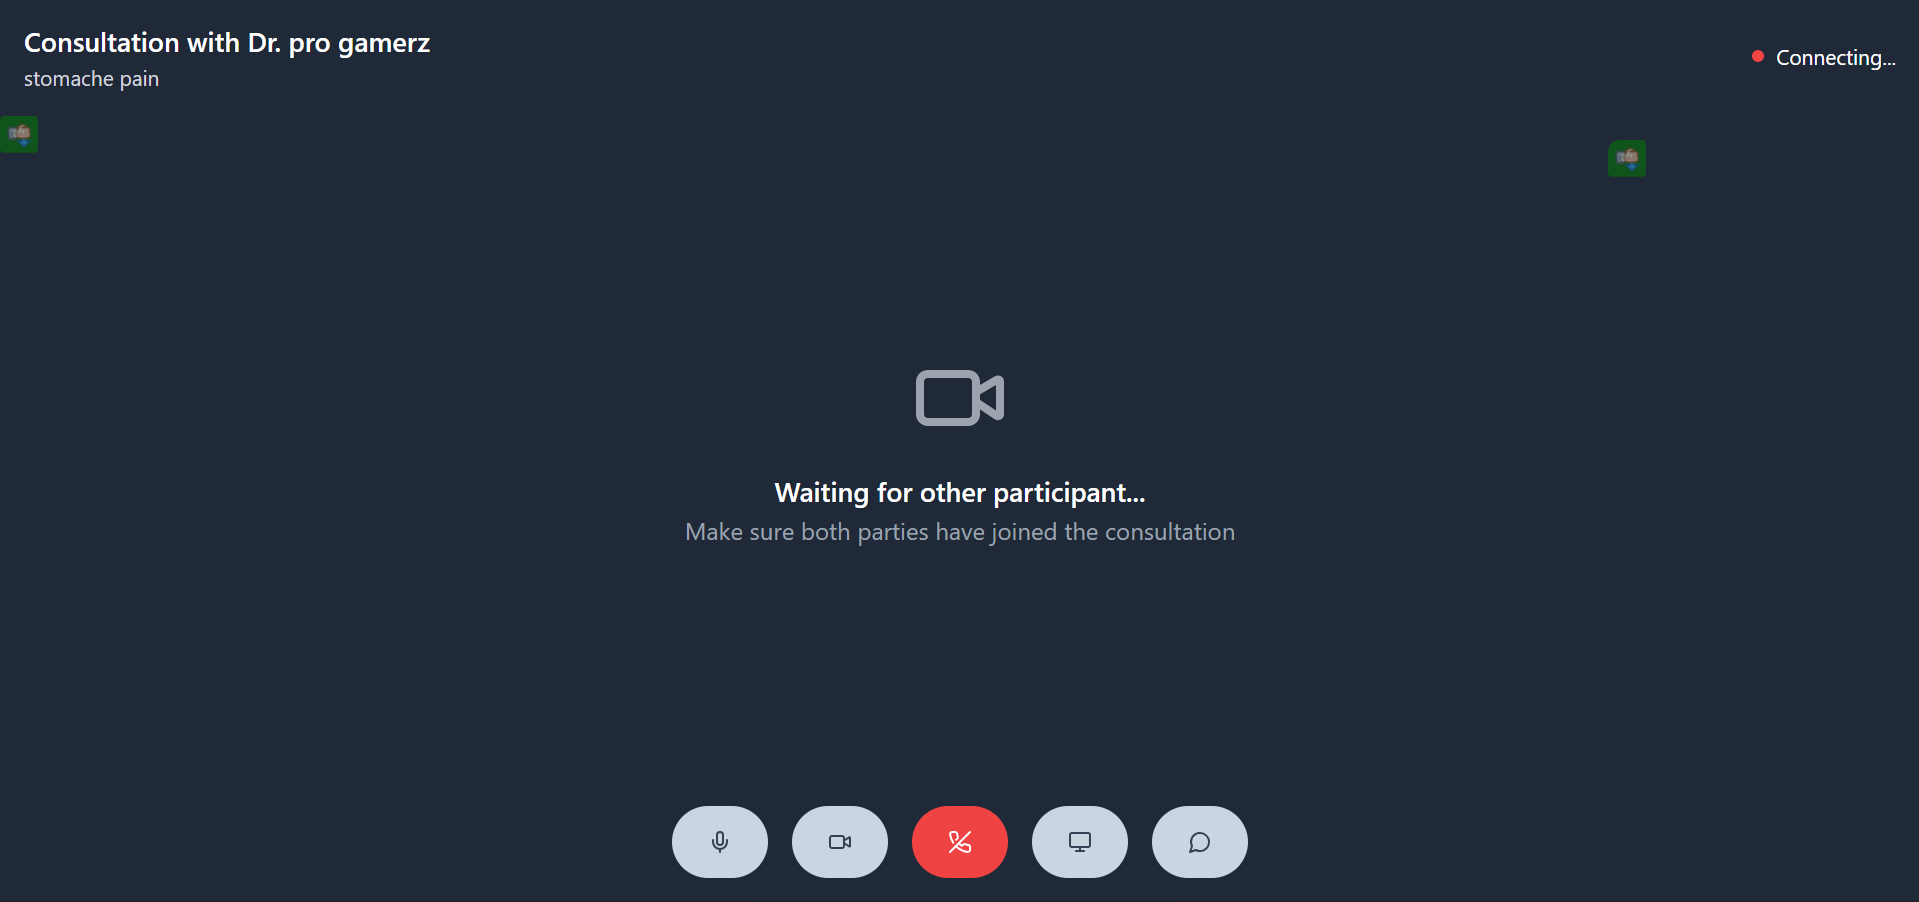 Consultation with Dr. pro gamerz
stomache pain
Connecting...
Waiting for other participant...
Make sure both parties have joined the consultation